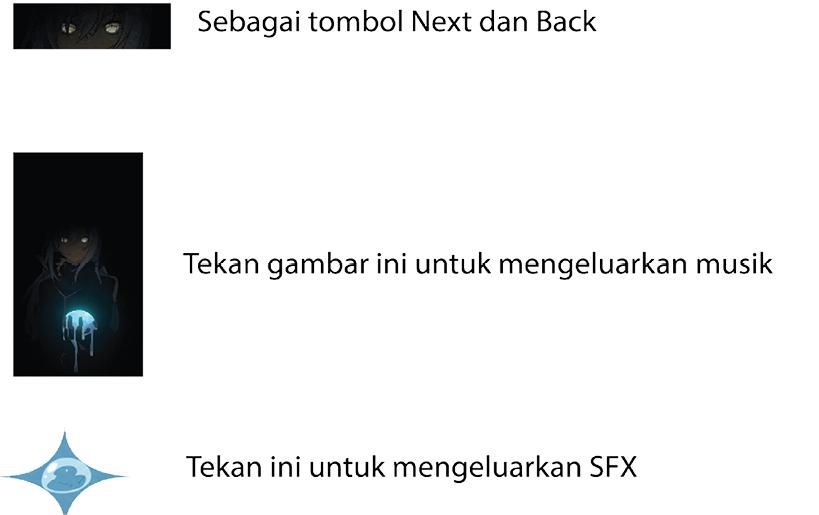 Sebagai tombol Next dan Back
Tekan gambar ini untuk mengeluarkan musik
Tekan ini untuk mengeluarkan SFX